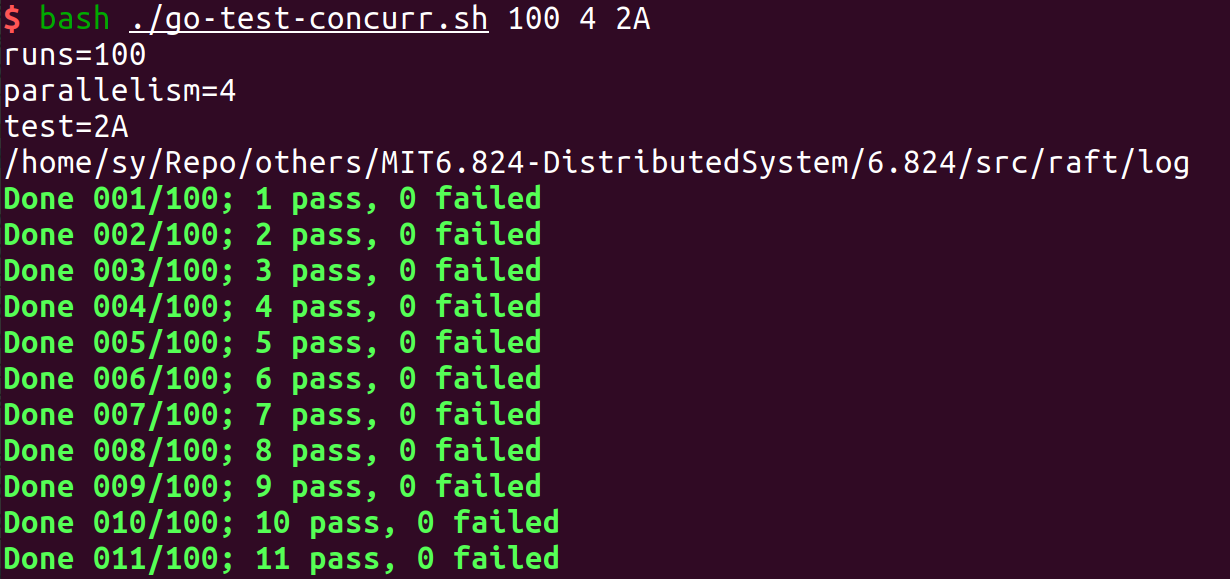 $ bash ./go-test-concurr.sh 100 4 2A
runs=100
parallelism=4
test=2A
/home/sy/Repo/others/MIT6.824-DistributedSystem/6.824/src/raft/log
Done 001/100; 1 pass, 0 failed
Done 002/100; 2 pass, 0 failed
Done 003/100; 3 pass, 0 failed
Done 004/100; 4 pass, 0 failed
Done 005/100; 5 pass, 0 failed
Done 006/100; 6 pass, 0 failed
Done 007/100; 7 pass, 0 failed
Done 008/100; 8 pass, 0 failed
Done 009/100; 9 pass, 0 failed
Done 010/100; 10 pass, 0 failed
Done 011/100; 11 pass, 0 failed